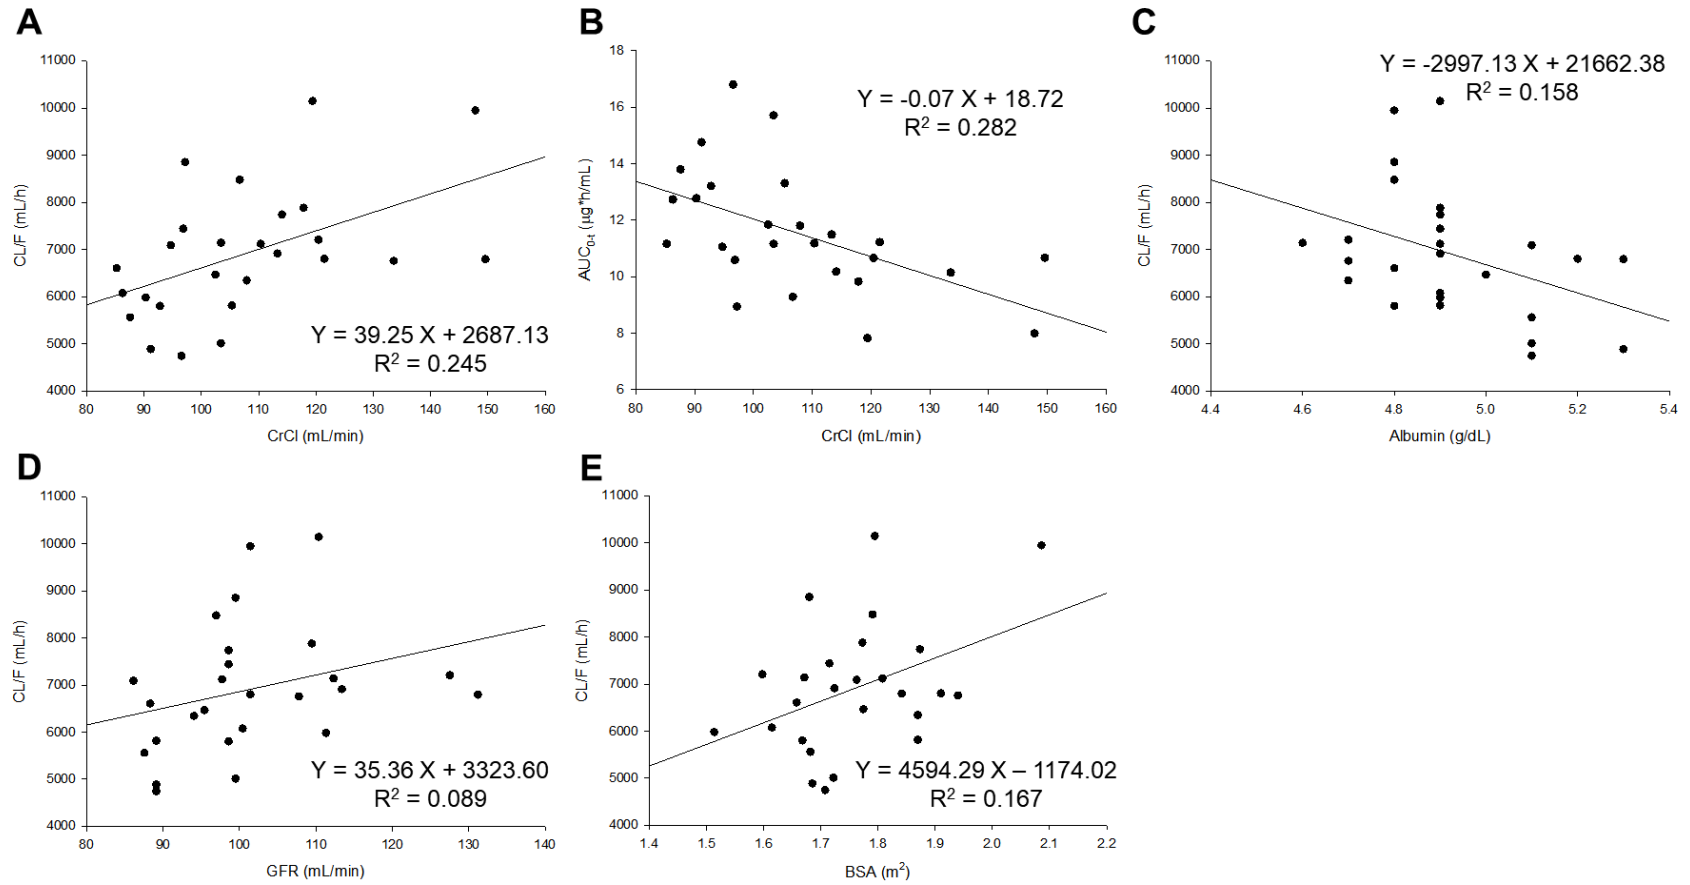 A
11000
10000
9000
8000
7000
6000
5000
4000
CL/F (mL/h)
Y = 39.25 X + 2687.13
R² = 0.245
80 90 100 110 120 130 140 150 160
CrCl (mL/min)
B
18
16
14
12
10
8
6
AUC₀₋t (µg*h/mL)
Y = -0.07 X + 18.72
R² = 0.282
80 90 100 110 120 130 140 150 160
CrCl (mL/min)
C
11000
10000
9000
8000
7000
6000
5000
4000
CL/F (mL/h)
Y = -2997.13 X + 21662.38
R² = 0.158
4.4 4.6 4.8 5.0 5.2 5.4
Albumin (g/dL)
D
11000
10000
9000
8000
7000
6000
5000
4000
CL/F (mL/h)
Y = 35.36 X + 3323.60
R² = 0.089
80 90 100 110 120 130 140
GFR (mL/min)
E
11000
10000
9000
8000
7000
6000
5000
4000
CL/F (mL/h)
Y = 4594.29 X – 1174.02
R² = 0.167
1.4 1.5 1.6 1.7 1.8 1.9 2.0 2.1 2.2
BSA (m²)